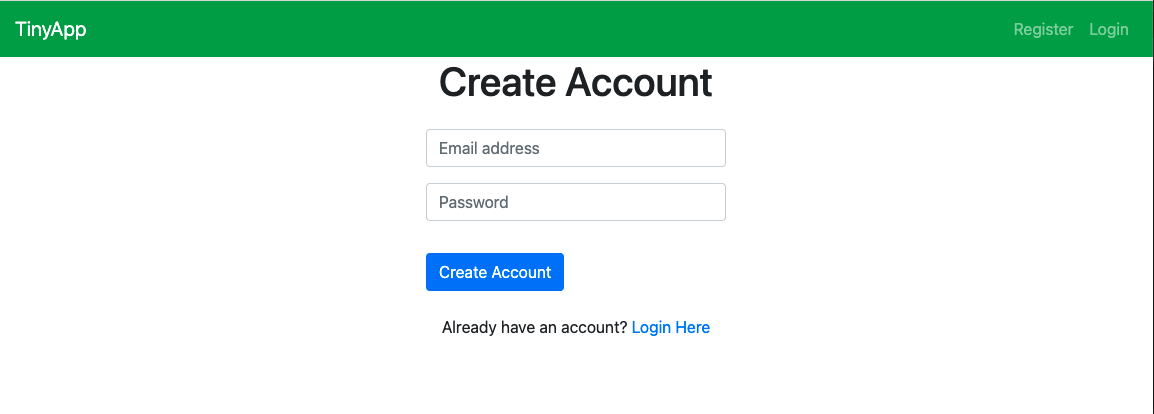 TinyApp Register Login
Create Account
Email address
Password
Create Account
Already have an account? Login Here